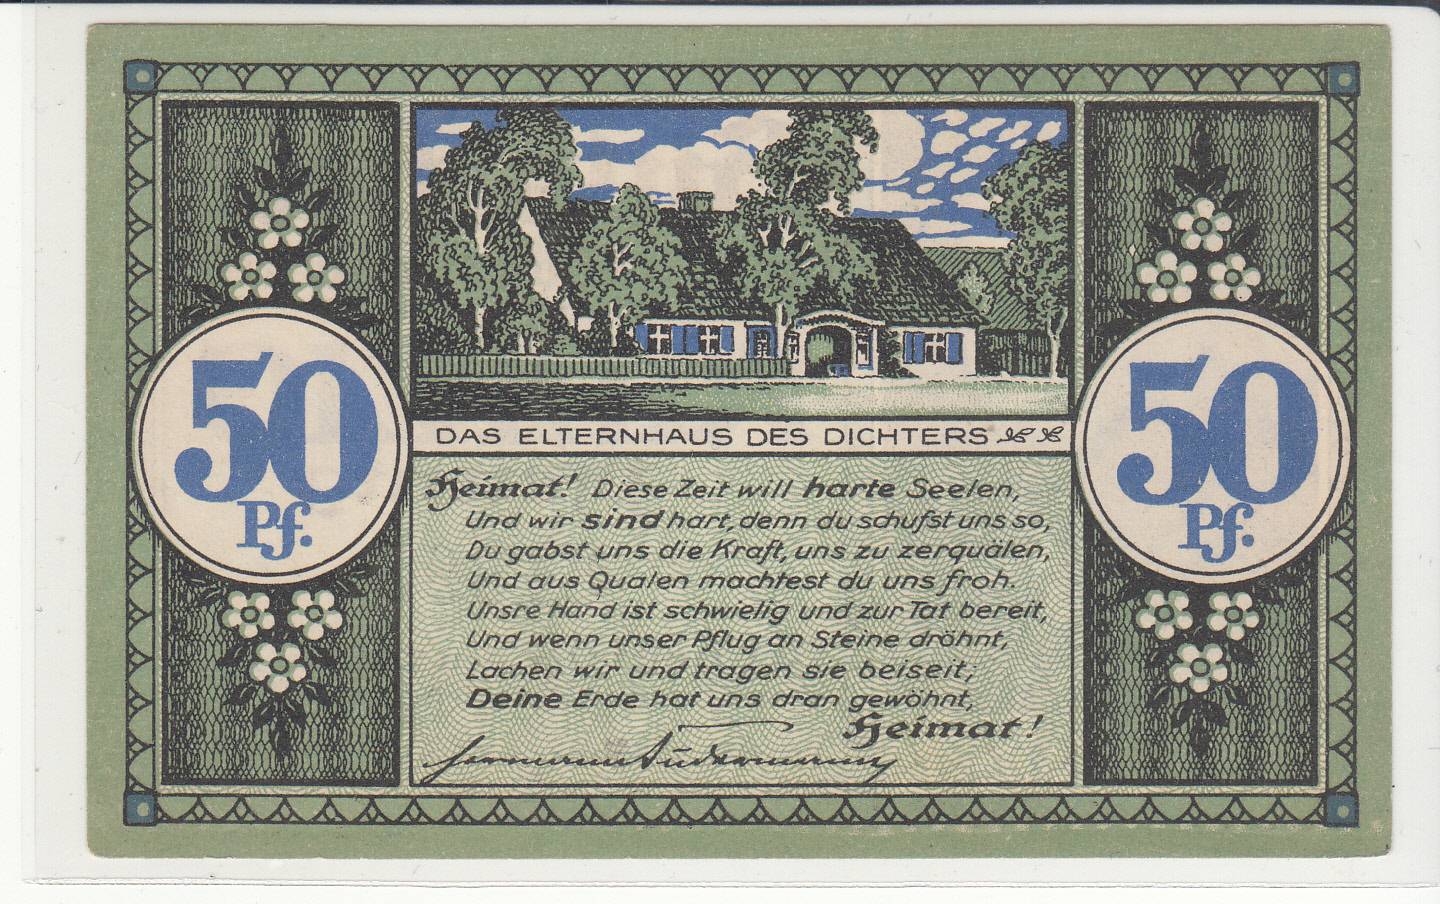 50
Pf.
50
Pf.
DAS ELTERNHAUS DES DICHTERS
Heimat! Diese Zeit will harte Seelen,
Und wir sind hart, denn du schufst uns so,
Du gabst uns die Kraft, uns zu zerquälen,
Und aus Qualen machtest du uns froh.
Unsre Hand ist schwielig und zur Tat bereit,
Und wenn unser Pflug an Steine dröhnt,
Lachen wir und tragen sie beiseit;
Deine Erde hat uns dran gewöhnt,
Heimat!
Hermann Sudermann